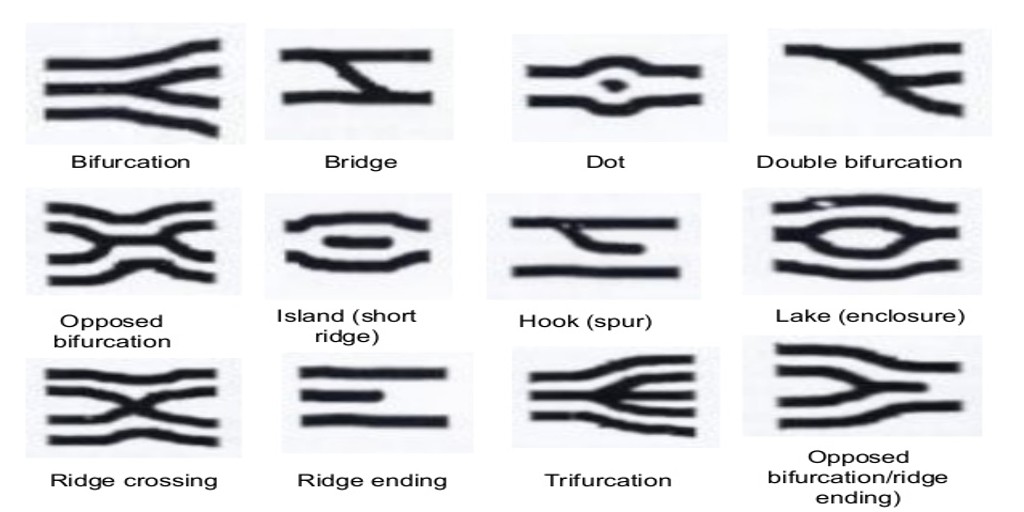 Bifurcation
Bridge
Dot
Double bifurcation
Opposed
bifurcation
Island (short
ridge)
Hook (spur)
Lake (enclosure)
Ridge crossing
Ridge ending
Trifurcation
Opposed
bifurcation/ridge
ending)